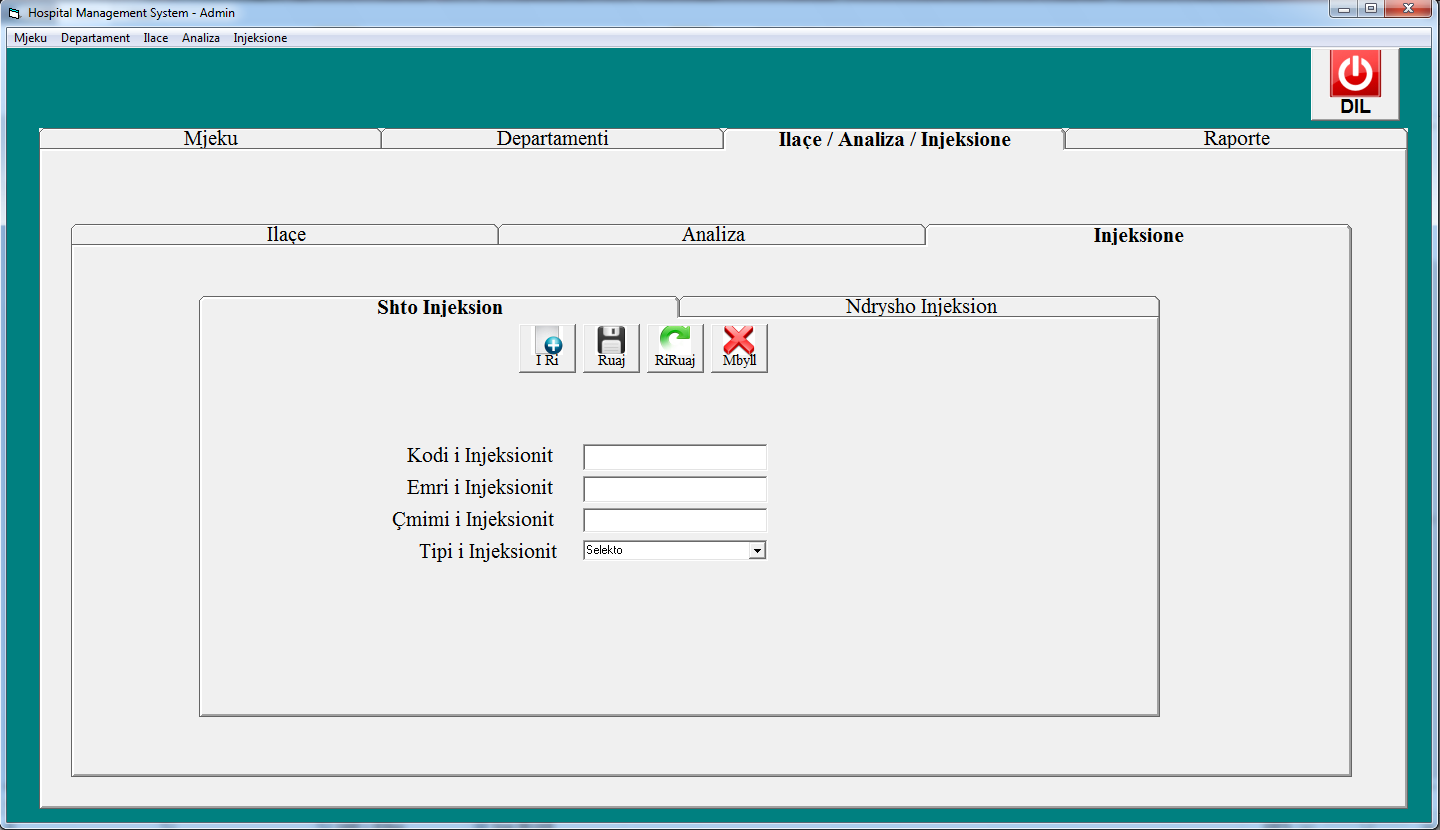 Hospital Management System - Admin
Mjeku Departament Ilace Analiza Injeksione
DIL
Mjeku Departamenti Ilaçe / Analiza / Injeksione Raporte
Ilaçe Analiza Injeksione
Shto Injeksion Ndrysho Injeksion
I Ri Ruaj RiRuaj Mbyll
Kodi i Injeksionit
Emri i Injeksionit
Çmimi i Injeksionit
Tipi i Injeksionit Selekto